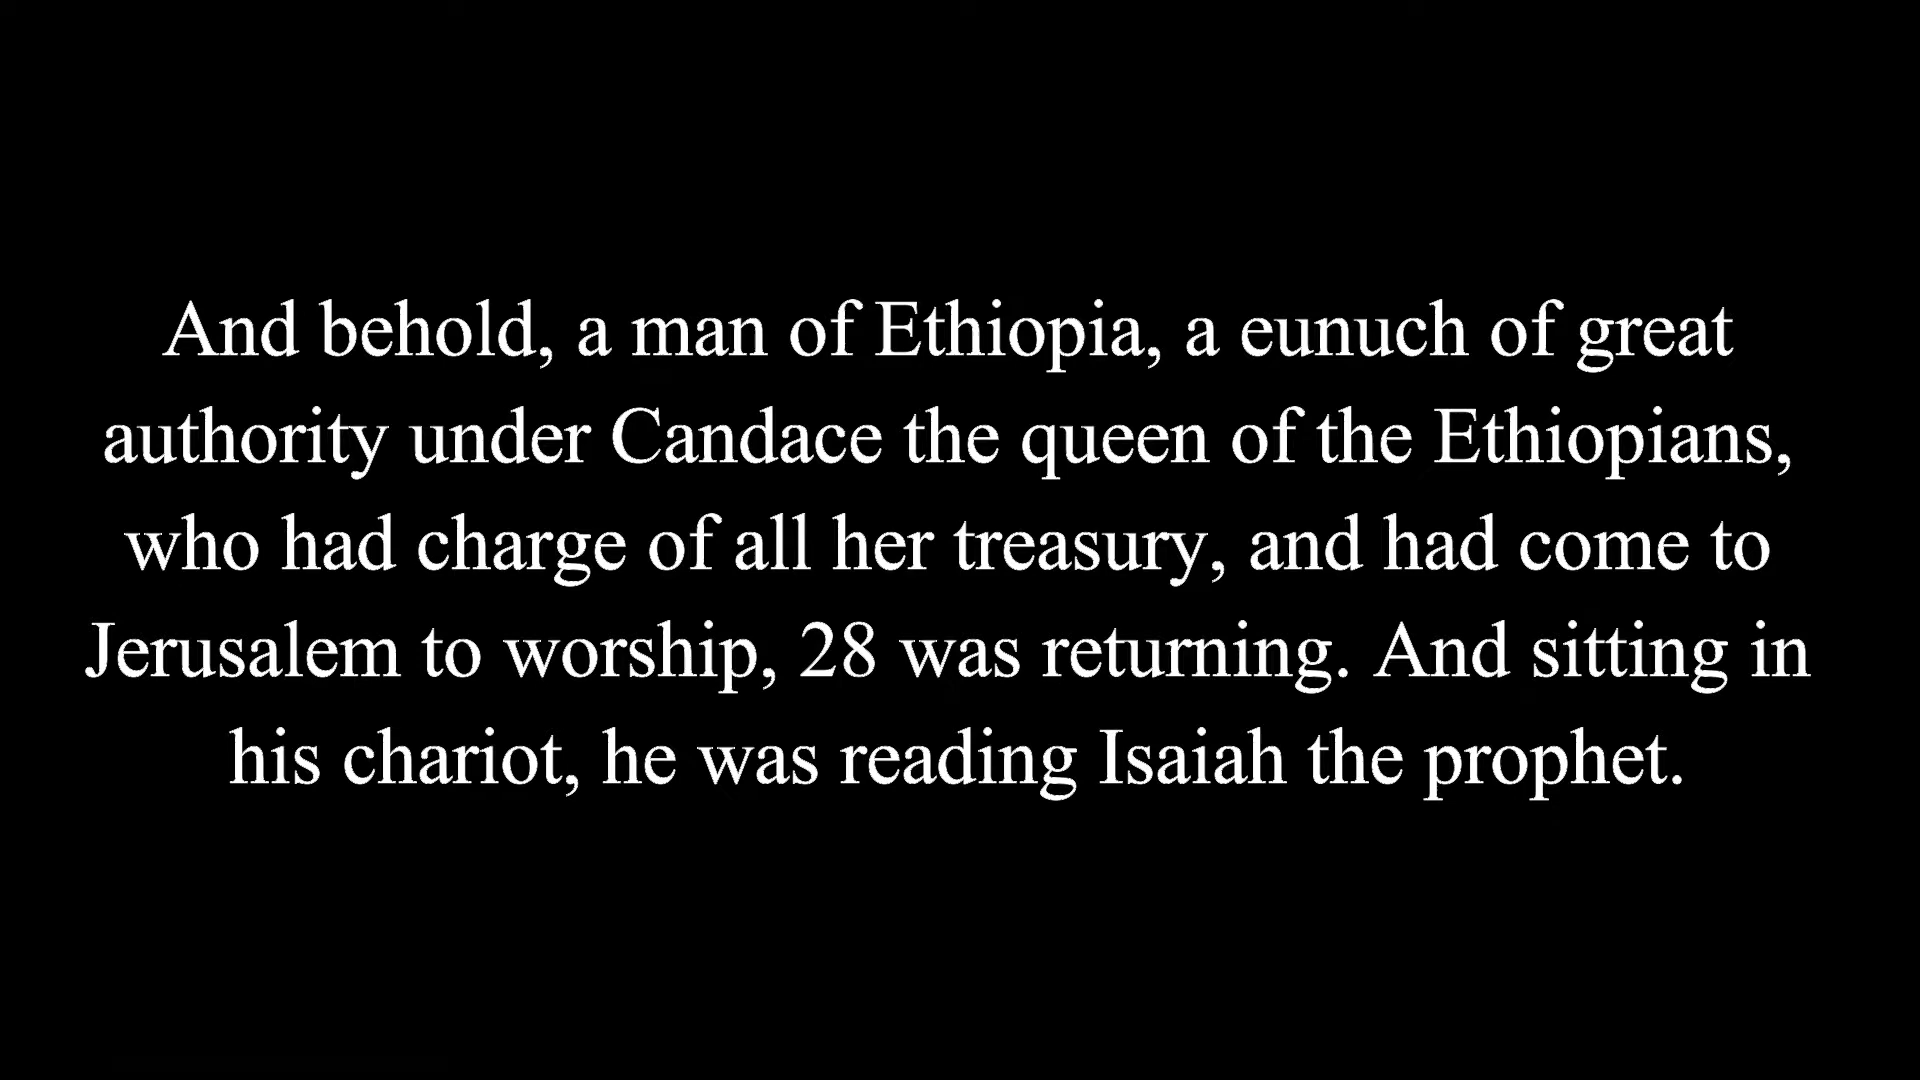 And behold, a man of Ethiopia, a eunuch of great
authority under Candace the queen of the Ethiopians,
who had charge of all her treasury, and had come to
Jerusalem to worship, 28 was returning. And sitting in
his chariot, he was reading Isaiah the prophet.